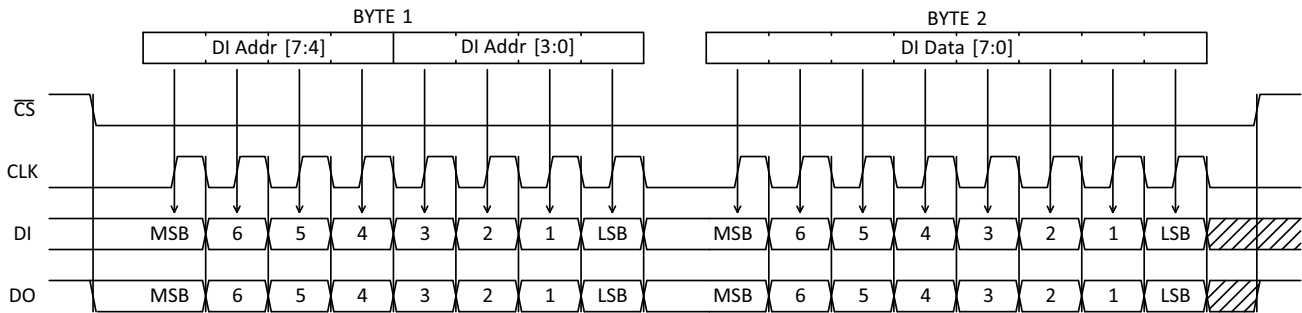 BYTE 1 BYTE 2
DI Addr [7:4] DI Addr [3:0] DI Data [7:0]
CS
CLK
DI MSB 6 5 4 3 2 1 LSB MSB 6 5 4 3 2 1 LSB
DO MSB 6 5 4 3 2 1 LSB MSB 6 5 4 3 2 1 LSB